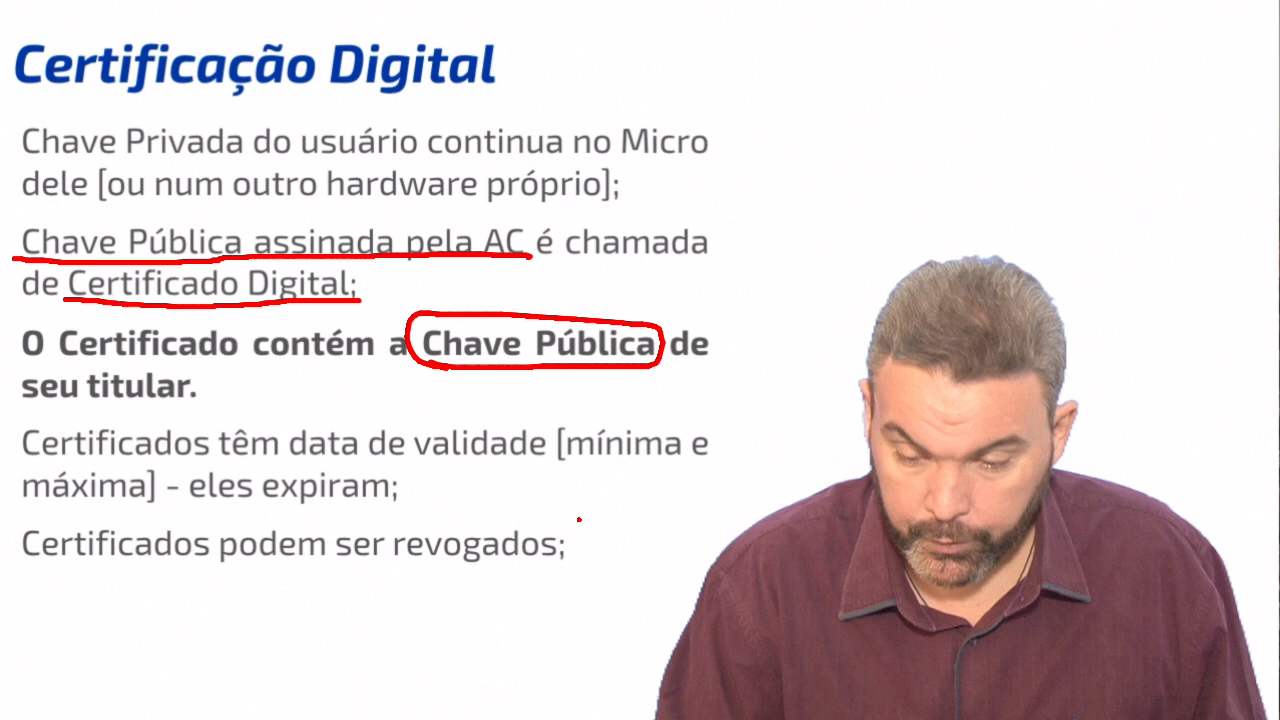 Certificação Digital
Chave Privada do usuário continua no Micro
dele [ou num outro hardware próprio];
Chave Pública assinada pela AC é chamada
de Certificado Digital;
O Certificado contém a Chave Pública de
seu titular.
Certificados têm data de validade [mínima e
máxima] - eles expiram;
Certificados podem ser revogados;